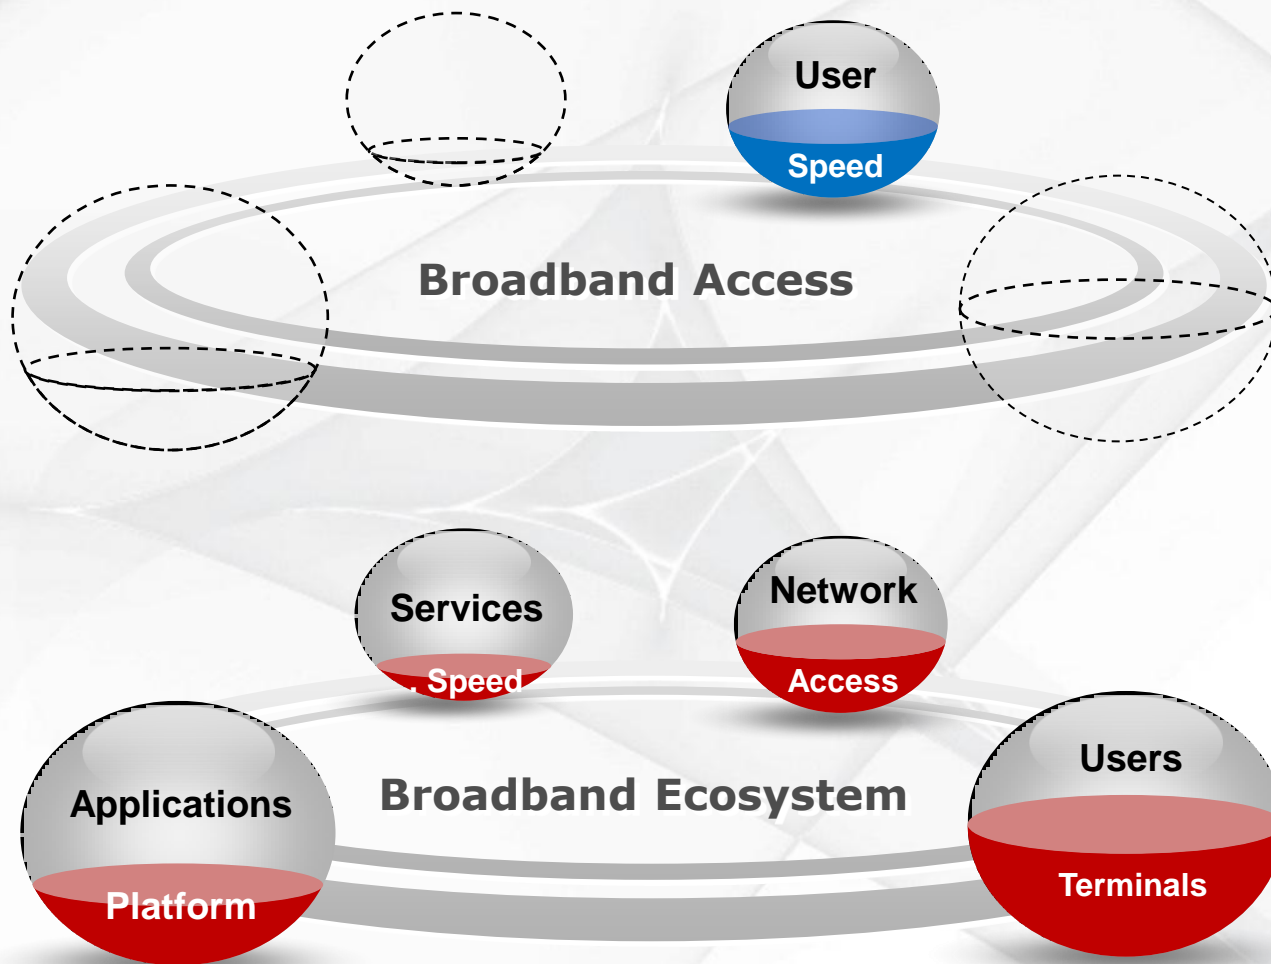 User
Speed
Broadband Access
Services
. Speed
Network
Access
Applications
Platform
Broadband Ecosystem
Users
Terminals